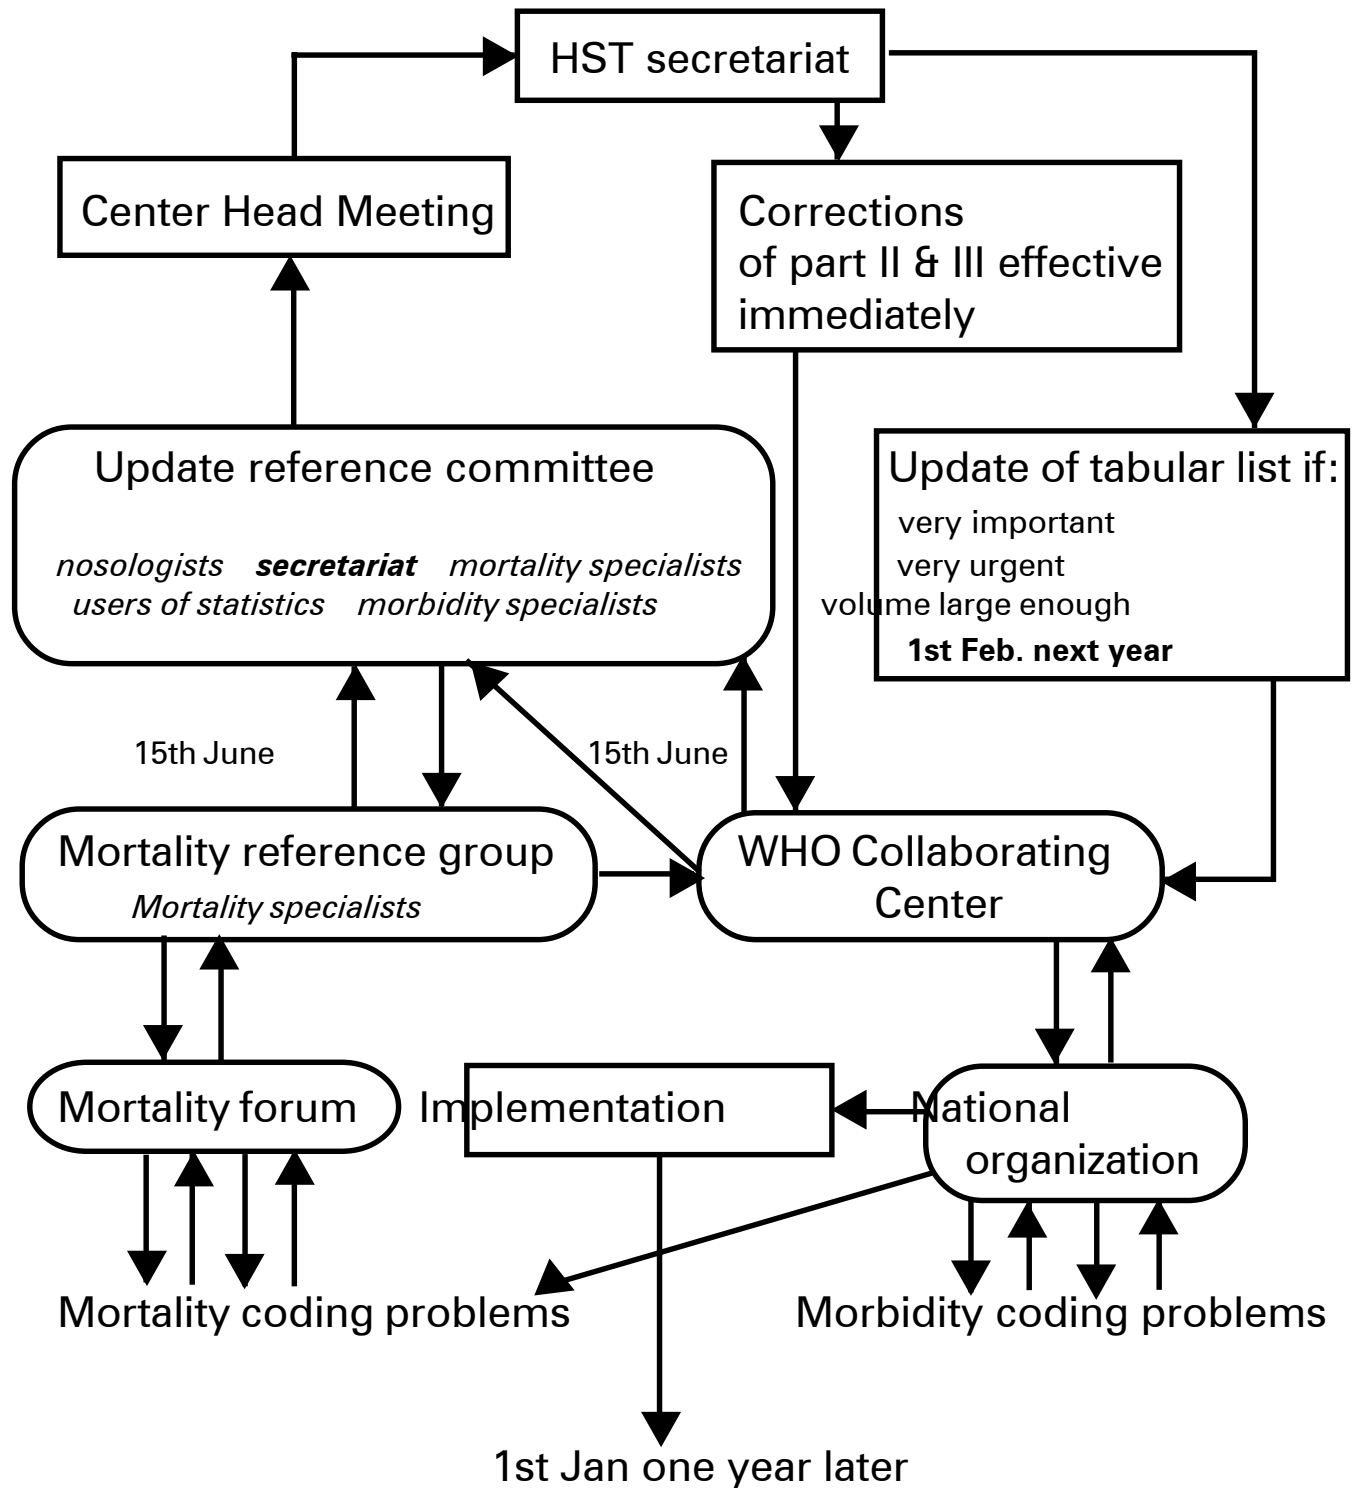 HST secretariat
Center Head Meeting
Corrections
of part II & III effective
immediately
Update reference committee
nosologists secretariat mortality specialists
users of statistics morbidity specialists
Update of tabular list if:
very important
very urgent
volume large enough
1st Feb. next year
15th June
15th June
Mortality reference group
Mortality specialists
WHO Collaborating
Center
Mortality forum
Implementation
National
organization
Mortality coding problems
Morbidity coding problems
1st Jan one year later